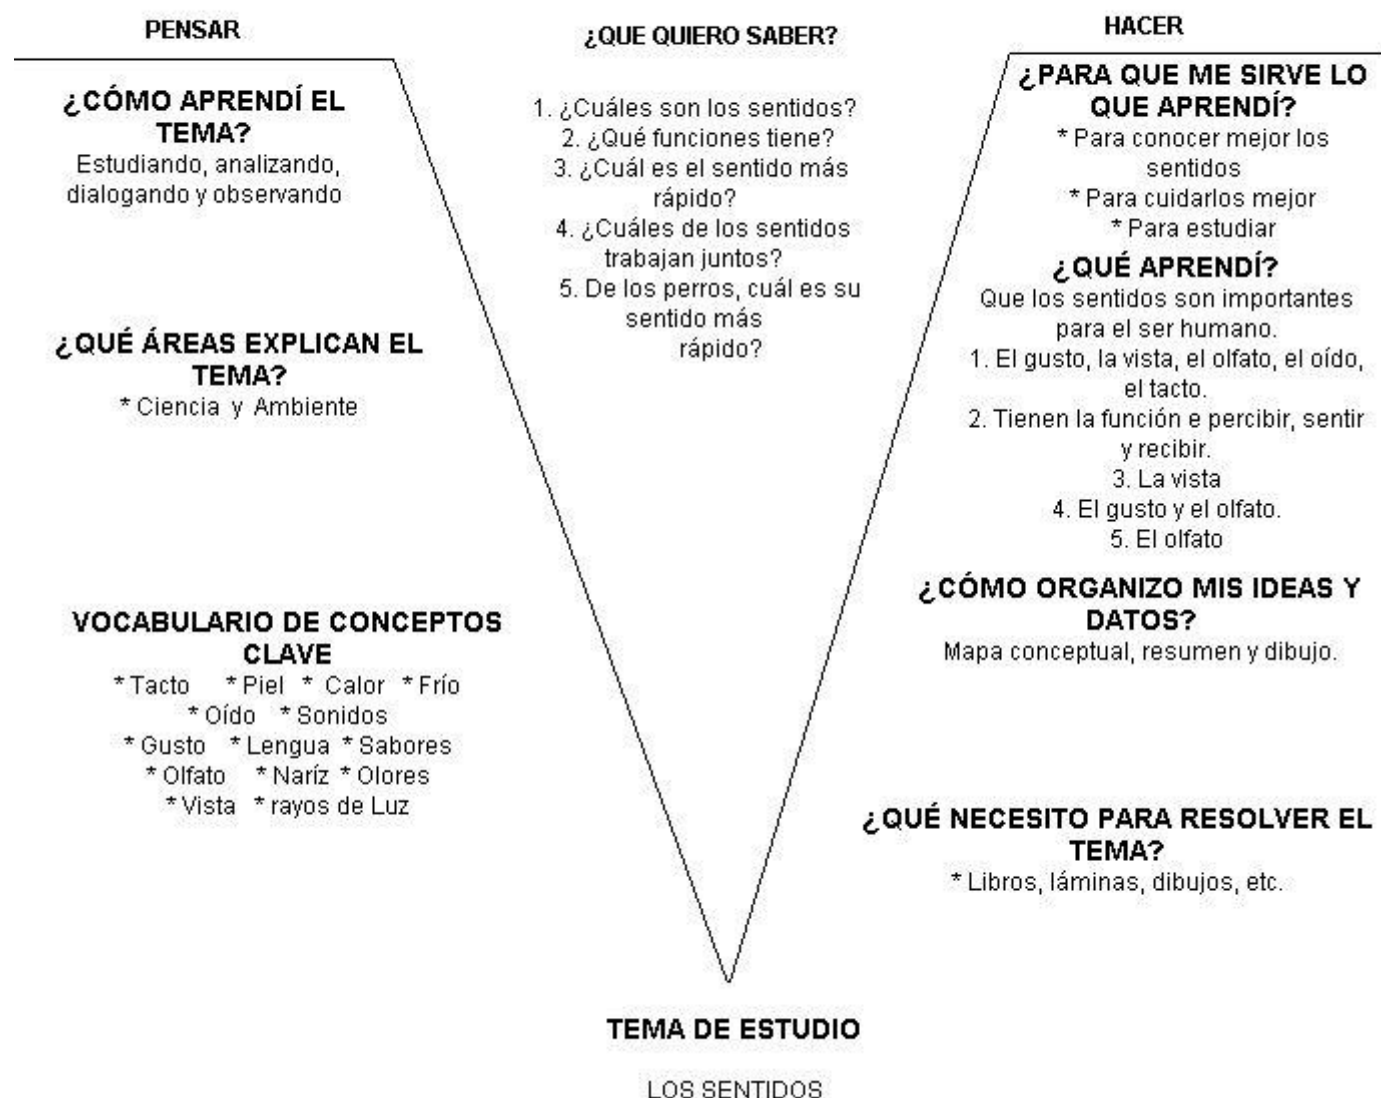 PENSAR
¿CÓMO APRENDÍ EL
TEMA?
Estudiando, analizando,
dialogando y observando
¿QUÉ ÁREAS EXPLICAN EL
TEMA?
* Ciencia y Ambiente
VOCABULARIO DE CONCEPTOS
CLAVE
* Tacto * Piel * Calor * Frío
* Oído * Sonidos
* Gusto * Lengua * Sabores
* Olfato * Naríz * Olores
* Vista * rayos de Luz
¿QUE QUIERO SABER?
1. ¿Cuáles son los sentidos?
2. ¿Qué funciones tiene?
3. ¿Cuál es el sentido más
rápido?
4. ¿Cuáles de los sentidos
trabajan juntos?
5. De los perros, cuál es su
sentido más
rápido?
HACER
¿PARA QUE ME SIRVE LO
QUE APRENDÍ?
* Para conocer mejor los
sentidos
* Para cuidarlos mejor
* Para estudiar
¿QUÉ APRENDÍ?
Que los sentidos son importantes
para el ser humano.
1. El gusto, la vista, el olfato, el oído,
el tacto.
2. Tienen la función e percibir, sentir
y recibir.
3. La vista
4. El gusto y el olfato.
5. El olfato
¿CÓMO ORGANIZO MIS IDEAS Y
DATOS?
Mapa conceptual, resumen y dibujo.
¿QUÉ NECESITO PARA RESOLVER EL
TEMA?
* Libros, láminas, dibujos, etc.
TEMA DE ESTUDIO
LOS SENTIDOS